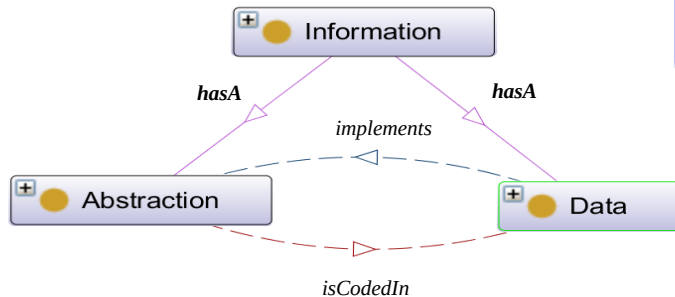 Information
hasA
hasA
implements
Abstraction
Data
isCodedIn